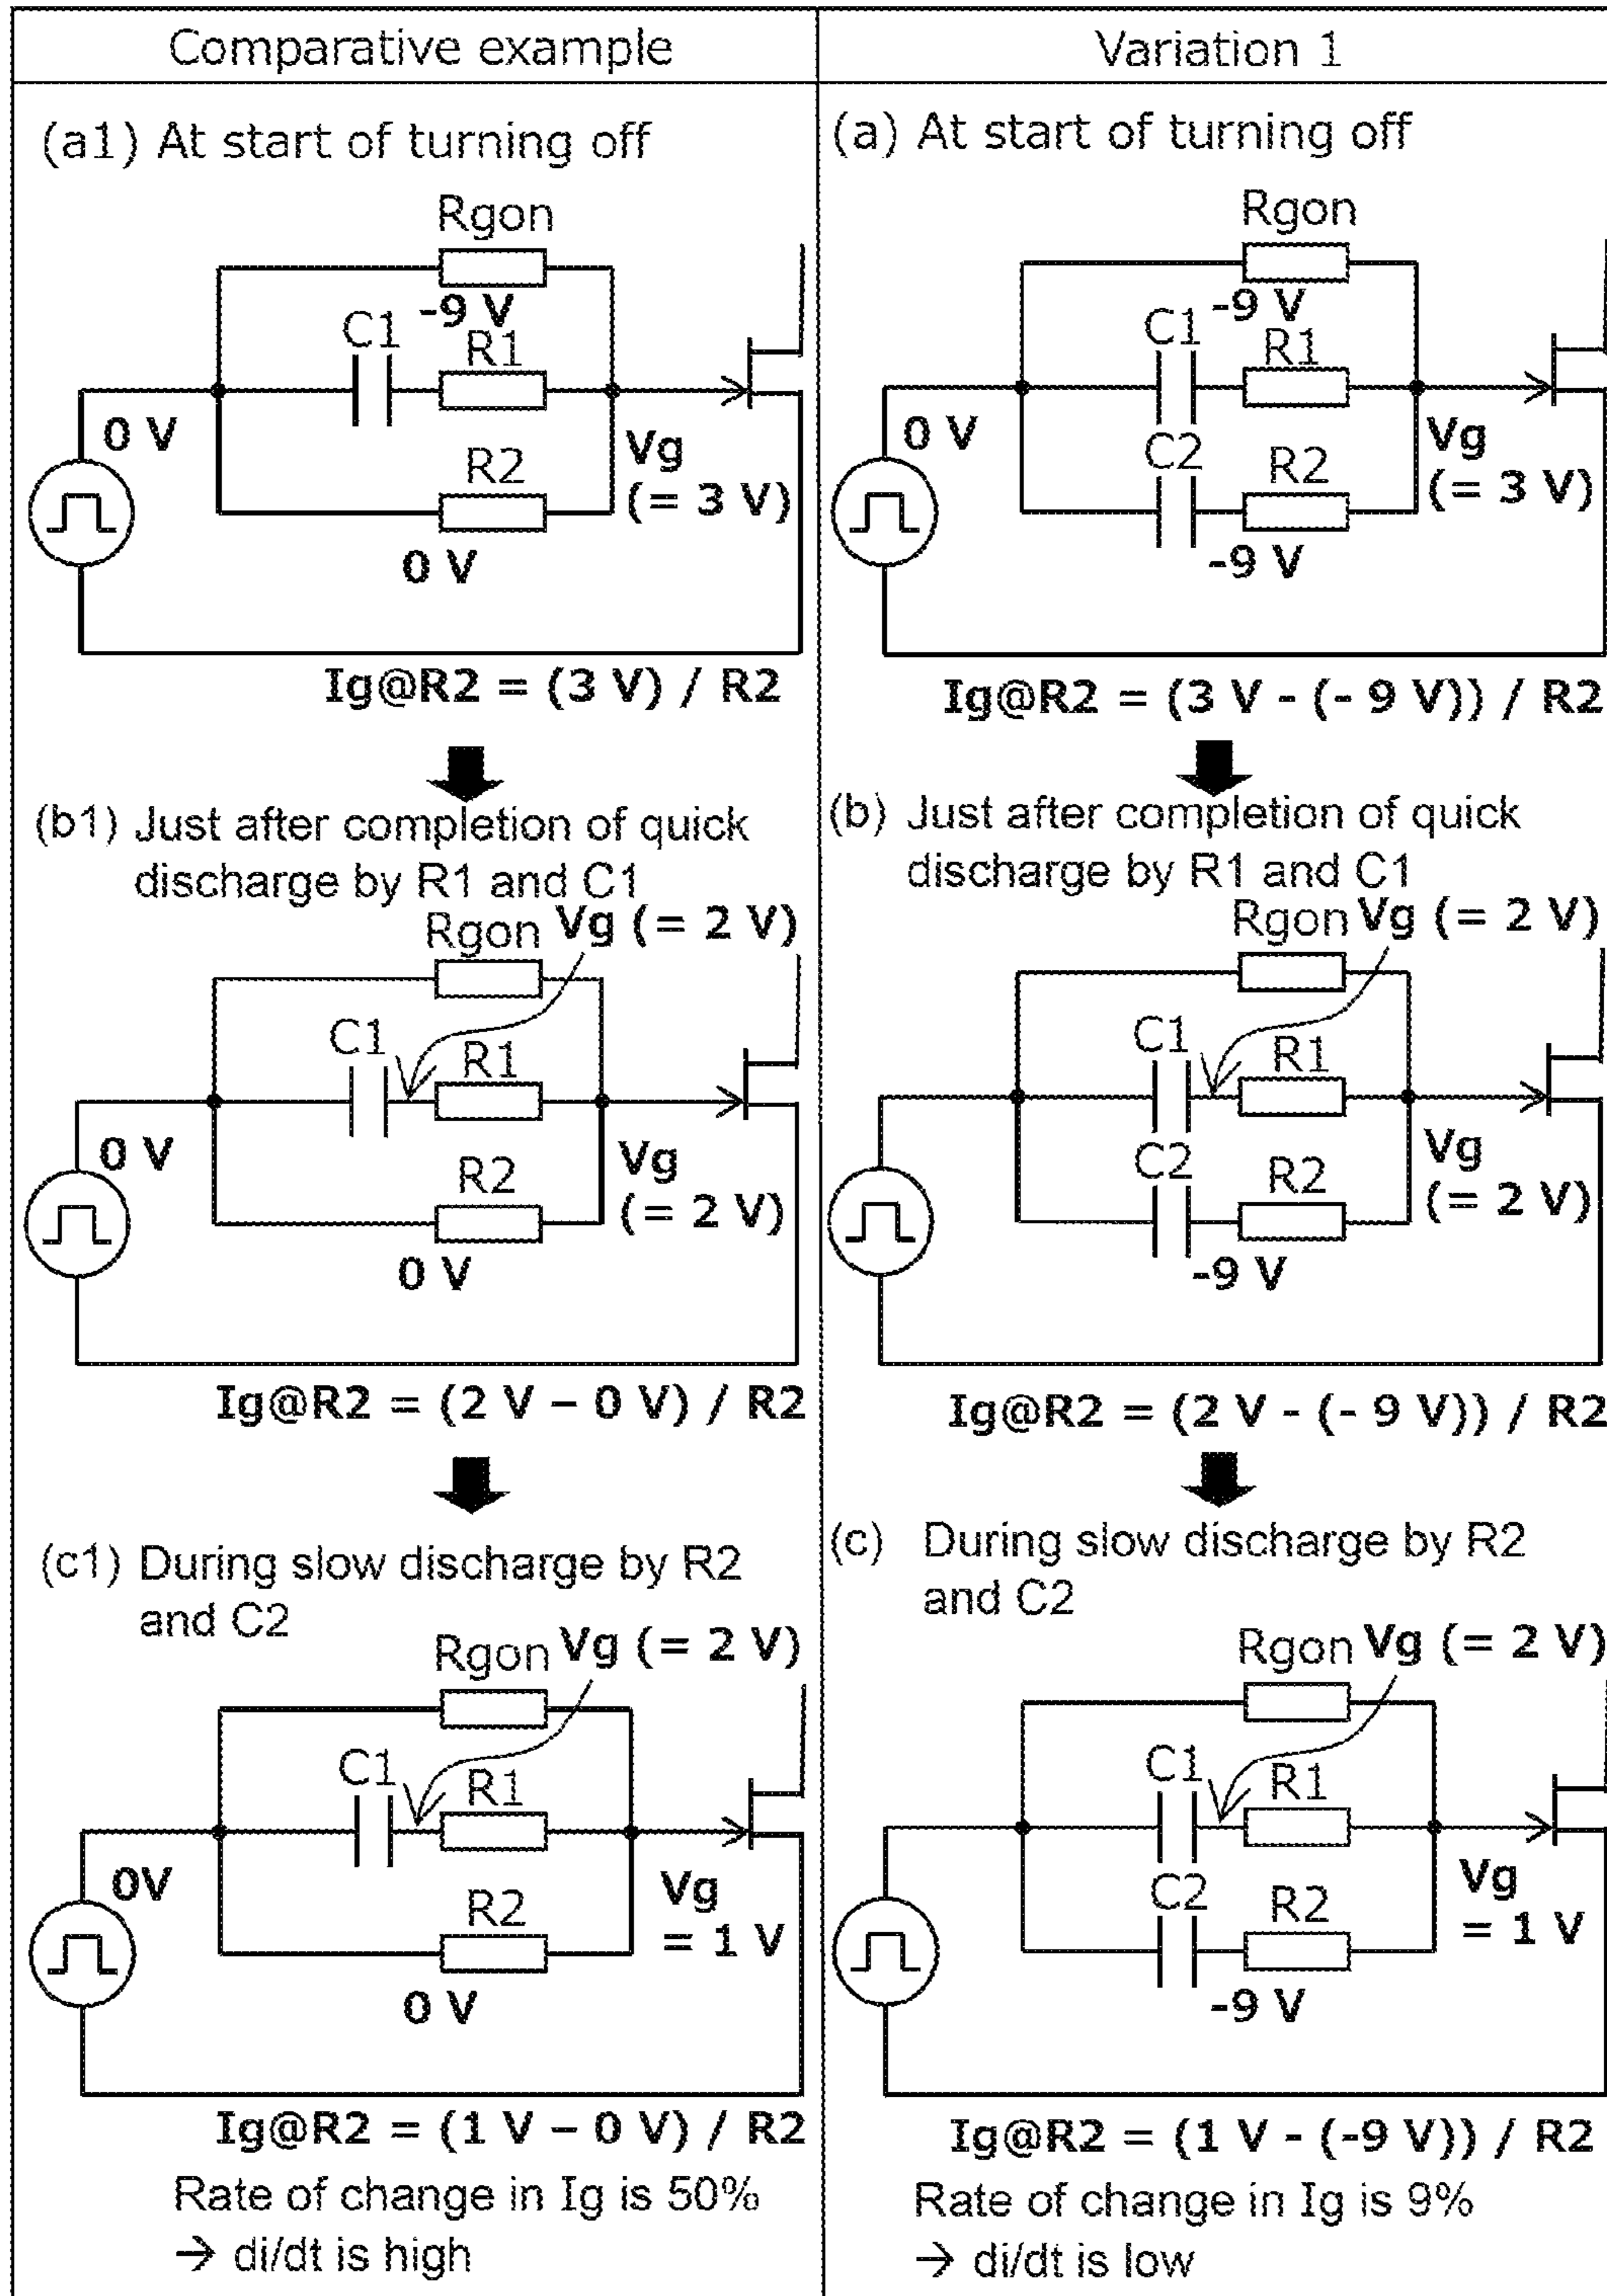 Comparative example
(a1) At start of turning off
Rgon
-9 V
C1
R1
0 V
Vg
(= 3 V)
R2
0 V
Ig@R2 = (3 V) / R2
(b1) Just after completion of quick
discharge by R1 and C1
Rgon Vg (= 2 V)
C1
R1
0 V
Vg
(= 2 V)
R2
0 V
Ig@R2 = (2 V – 0 V) / R2
(c1) During slow discharge by R2
and C2
Rgon Vg (= 2 V)
C1
R1
0V
Vg
= 1 V
R2
0 V
Ig@R2 = (1 V – 0 V) / R2
Rate of change in Ig is 50%
→ di/dt is high
Variation 1
(a) At start of turning off
Rgon
-9 V
C1
R1
0 V
Vg
(= 3 V)
C2
R2
-9 V
Ig@R2 = (3 V - (- 9 V)) / R2
(b) Just after completion of quick
discharge by R1 and C1
Rgon Vg (= 2 V)
C1
R1
Vg
(= 2 V)
C2
R2
-9 V
Ig@R2 = (2 V - (- 9 V)) / R2
(c) During slow discharge by R2
and C2
Rgon Vg (= 2 V)
C1
R1
Vg
= 1 V
C2
R2
-9 V
Ig@R2 = (1 V - (-9 V)) / R2
Rate of change in Ig is 9%
→ di/dt is low